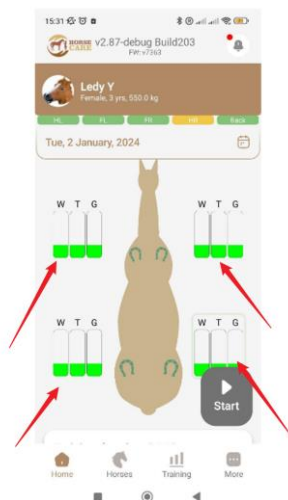 15:31
HORSE CARE
v2.87-debug Build203
FW: v7363
Ledy Y
Female, 3 yrs, 550.0 kg
HL FL FR HR Back
Tue, 2 January, 2024
W T G W T G
W T G W T G
Start
Home Horses Training More